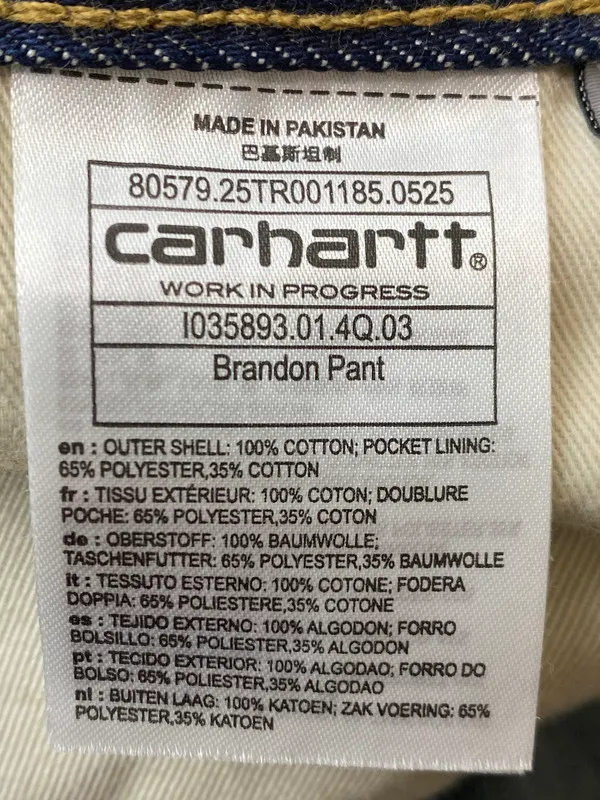 MADE IN PAKISTAN
巴基斯坦制
80579.25TR001185.0525
carhartt®
WORK IN PROGRESS
I035893.01.4Q.03
Brandon Pant
en : OUTER SHELL: 100% COTTON; POCKET LINING:
65% POLYESTER,35% COTTON
fr : TISSU EXTÉRIEUR: 100% COTON; DOUBLURE
POCHE: 65% POLYESTER,35% COTON
de : OBERSTOFF: 100% BAUMWOLLE;
TASCHENFUTTER: 65% POLYESTER,35% BAUMWOLLE
it : TESSUTO ESTERNO: 100% COTONE; FODERA
DOPPIA: 65% POLIESTERE,35% COTONE
es : TEJIDO EXTERNO: 100% ALGODON; FORRO
BOLSILLO: 65% POLIESTER,35% ALGODON
pt : TECIDO EXTERIOR: 100% ALGODAO; FORRO DO
BOLSO: 65% POLIESTER,35% ALGODAO
nl : BUITEN LAAG: 100% KATOEN; ZAK VOERING: 65%
POLYESTER,35% KATOEN